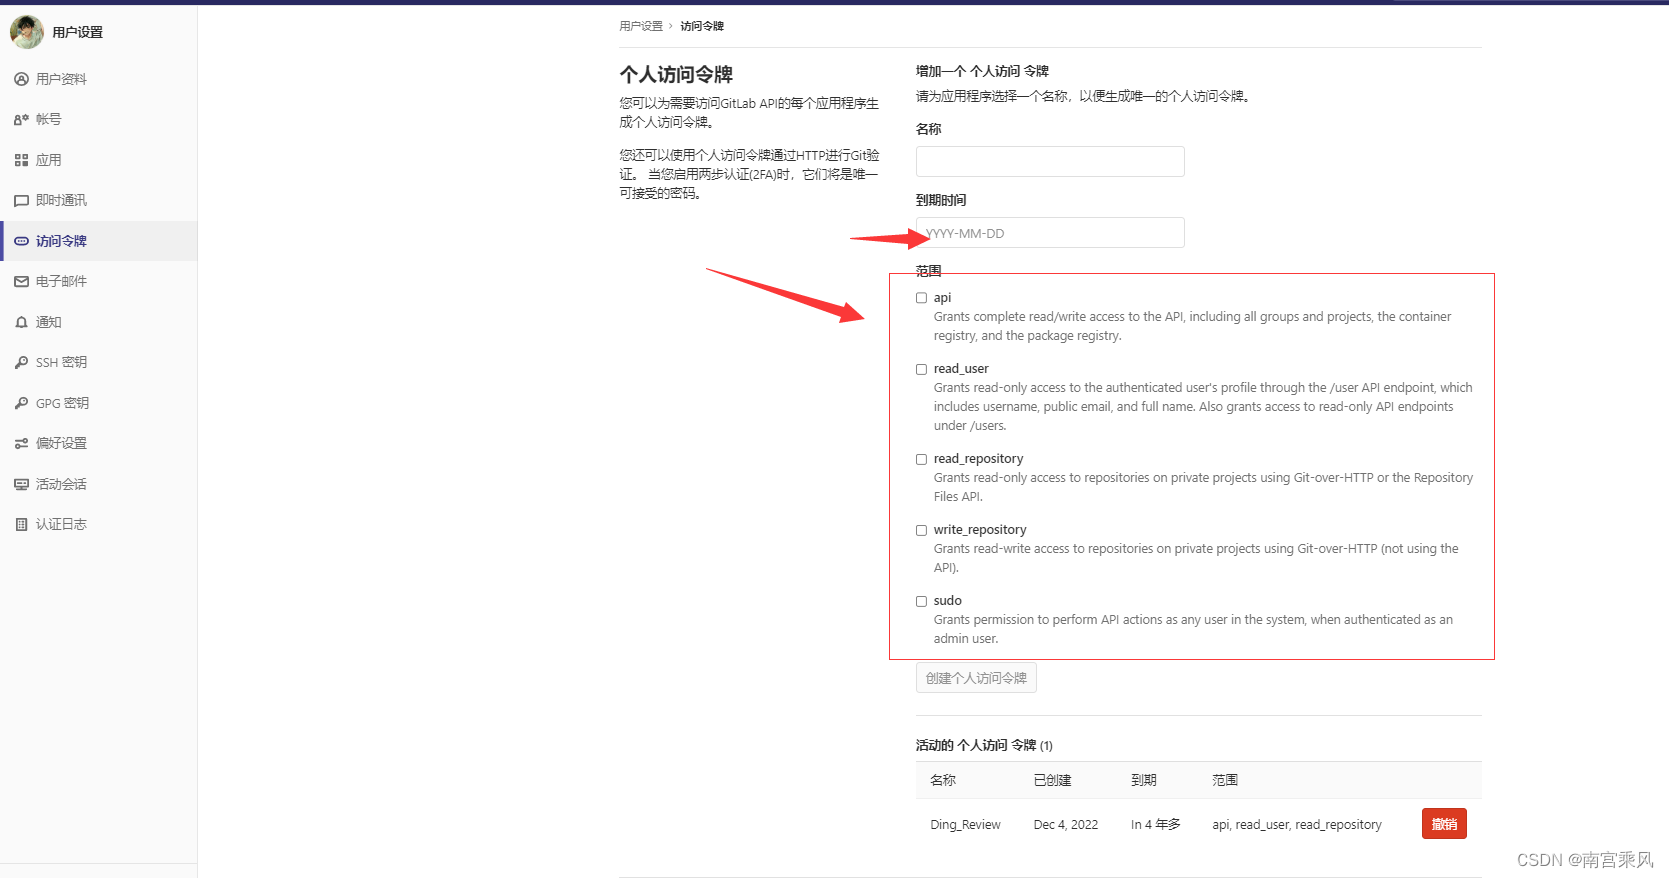 用户设置
用户资料
帐号
应用
即时通讯
访问令牌
电子邮件
通知
SSH 密钥
GPG 密钥
偏好设置
活动会话
认证日志
用户设置 › 访问令牌
个人访问令牌
您可以为需要访问GitLab API的每个应用程序生
成个人访问令牌。
您还可以使用个人访问令牌通过HTTP进行Git验
证。 当您启用两步认证(2FA)时，它们将是唯一
可接受的密码。
增加一个 个人访问 令牌
请为应用程序选择一个名称，以便生成唯一的个人访问令牌。
名称
到期时间
YYYY-MM-DD
范围
api
Grants complete read/write access to the API, including all groups and projects, the container
registry, and the package registry.
read_user
Grants read-only access to the authenticated user's profile through the /user API endpoint, which
includes username, public email, and full name. Also grants access to read-only API endpoints
under /users.
read_repository
Grants read-only access to repositories on private projects using Git-over-HTTP or the Repository
Files API.
write_repository
Grants read-write access to repositories on private projects using Git-over-HTTP (not using the
API).
sudo
Grants permission to perform API actions as any user in the system, when authenticated as an
admin user.
创建个人访问令牌
活动的 个人访问 令牌 (1)
名称 已创建 到期 范围
Ding_Review Dec 4, 2022 In 4 年多 api, read_user, read_repository 撤销
CSDN @南宫乘风